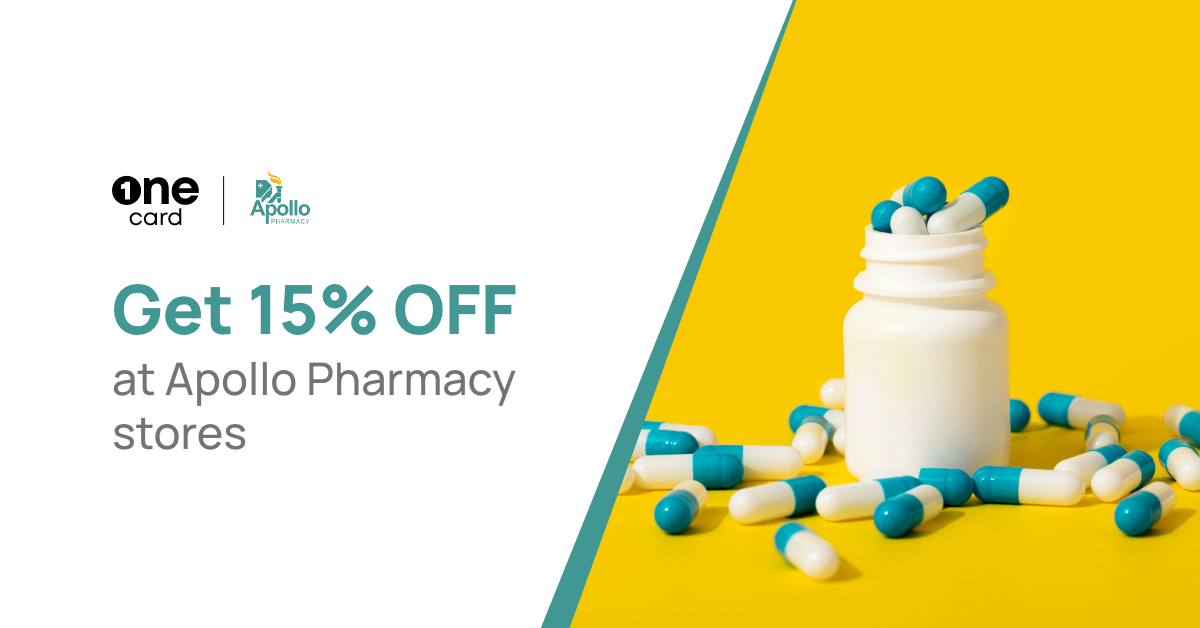 one
card
Apollo
PHARMACY
Get 15% OFF
at Apollo Pharmacy
stores